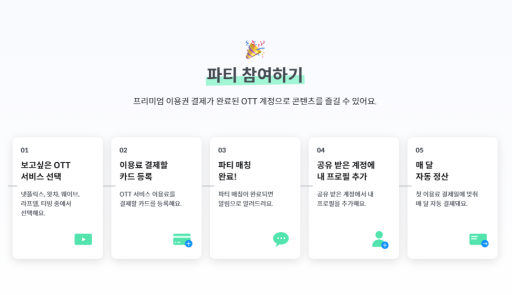 파티 참여하기
프리미엄 이용권 결제가 완료된 OTT 계정으로 콘텐츠를 즐길 수 있어요.
01
보고싶은 OTT
서비스 선택
넷플릭스, 왓챠, 웨이브,
라프텔, 티빙 중에서
선택해요.
02
이용료 결제할
카드 등록
OTT 서비스 이용료를
결제할 카드를 등록해요.
03
파티 매칭
완료!
파티 매칭이 완료되면
알림으로 알려드려요.
04
공유 받은 계정에
내 프로필 추가
공유 받은 계정에서 내
프로필을 추가해요.
05
매 달
자동 정산
첫 이용료 결제일에 맞춰
매 달 자동 결제돼요.